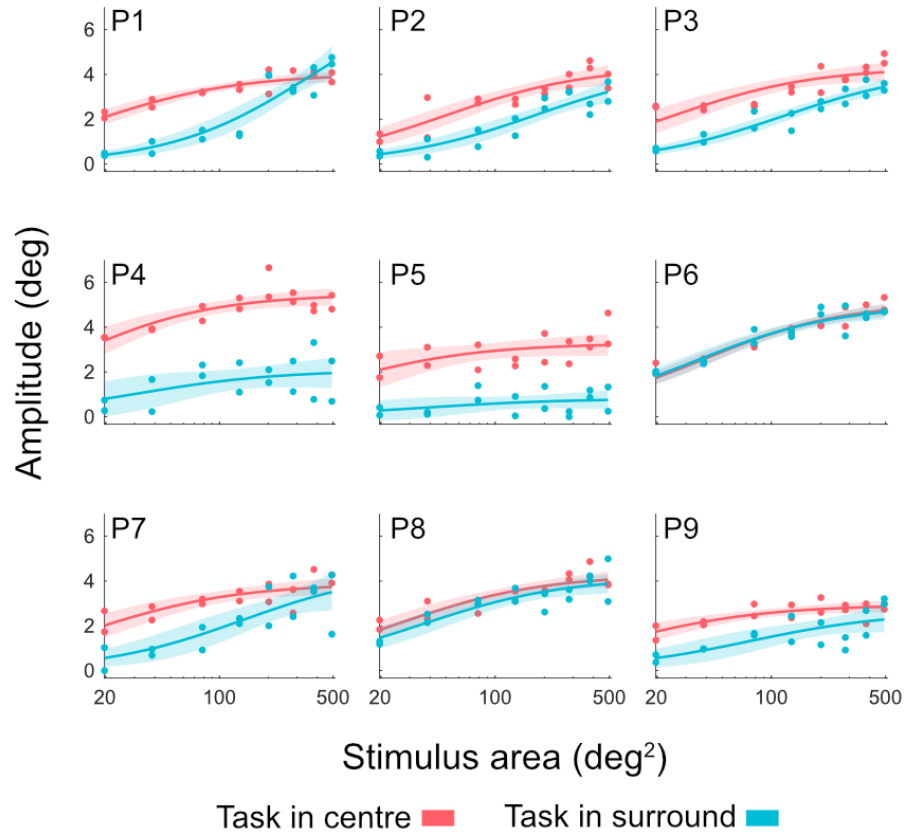 P1 P2 P3
6
4
2
0
P4 P5 P6
6
4
2
0
P7 P8 P9
6
4
2
0
20 100 500 20 100 500 20 100 500
Amplitude (deg)
Stimulus area (deg²)
Task in centre Task in surround